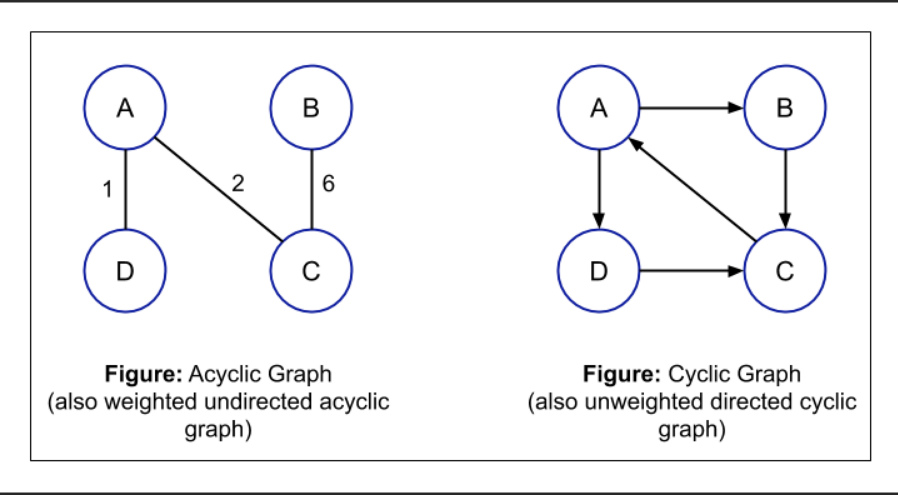 A
B
1
2
6
D
C
Figure: Acyclic Graph
(also weighted undirected acyclic
graph)
A
B
D
C
Figure: Cyclic Graph
(also unweighted directed cyclic
graph)